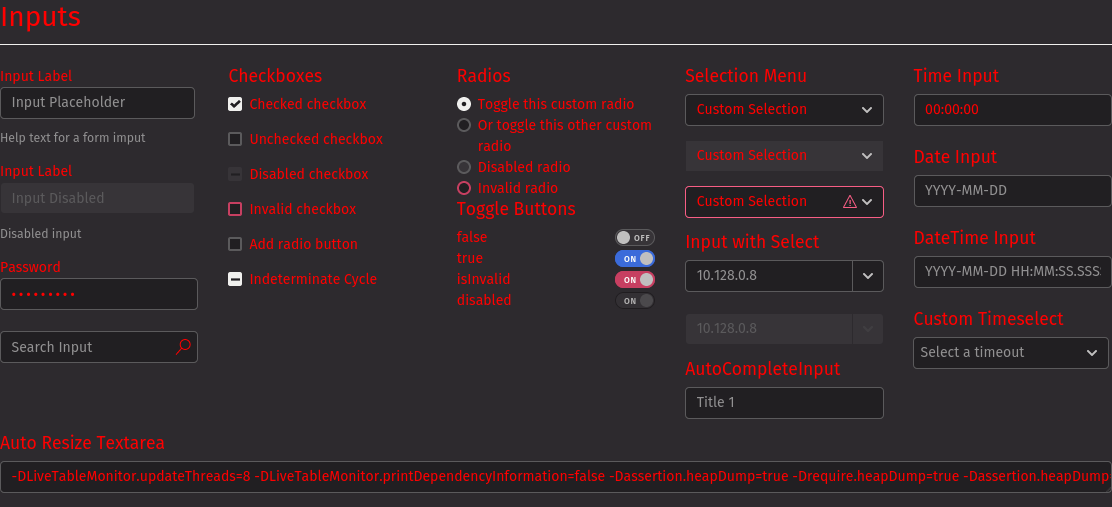 Inputs
Input Label
Input Placeholder
Help text for a form imput
Input Label
Input Disabled
Disabled input
Password
•••••••••
Search Input
Checkboxes
Checked checkbox
Unchecked checkbox
Disabled checkbox
Invalid checkbox
Add radio button
Indeterminate Cycle
Radios
Toggle this custom radio
Or toggle this other custom
radio
Disabled radio
Invalid radio
Toggle Buttons
false OFF
true ON
isInvalid ON
disabled ON
Selection Menu
Custom Selection
Custom Selection
Custom Selection
Input with Select
10.128.0.8
10.128.0.8
AutoCompleteInput
Title 1
Time Input
00:00:00
Date Input
YYYY-MM-DD
DateTime Input
YYYY-MM-DD HH:MM:SS.SSS
Custom Timeselect
Select a timeout
Auto Resize Textarea
-DLiveTableMonitor.updateThreads=8 -DLiveTableMonitor.printDependencyInformation=false -Dassertion.heapDump=true -Drequire.heapDump=true -Dassertion.heapDump